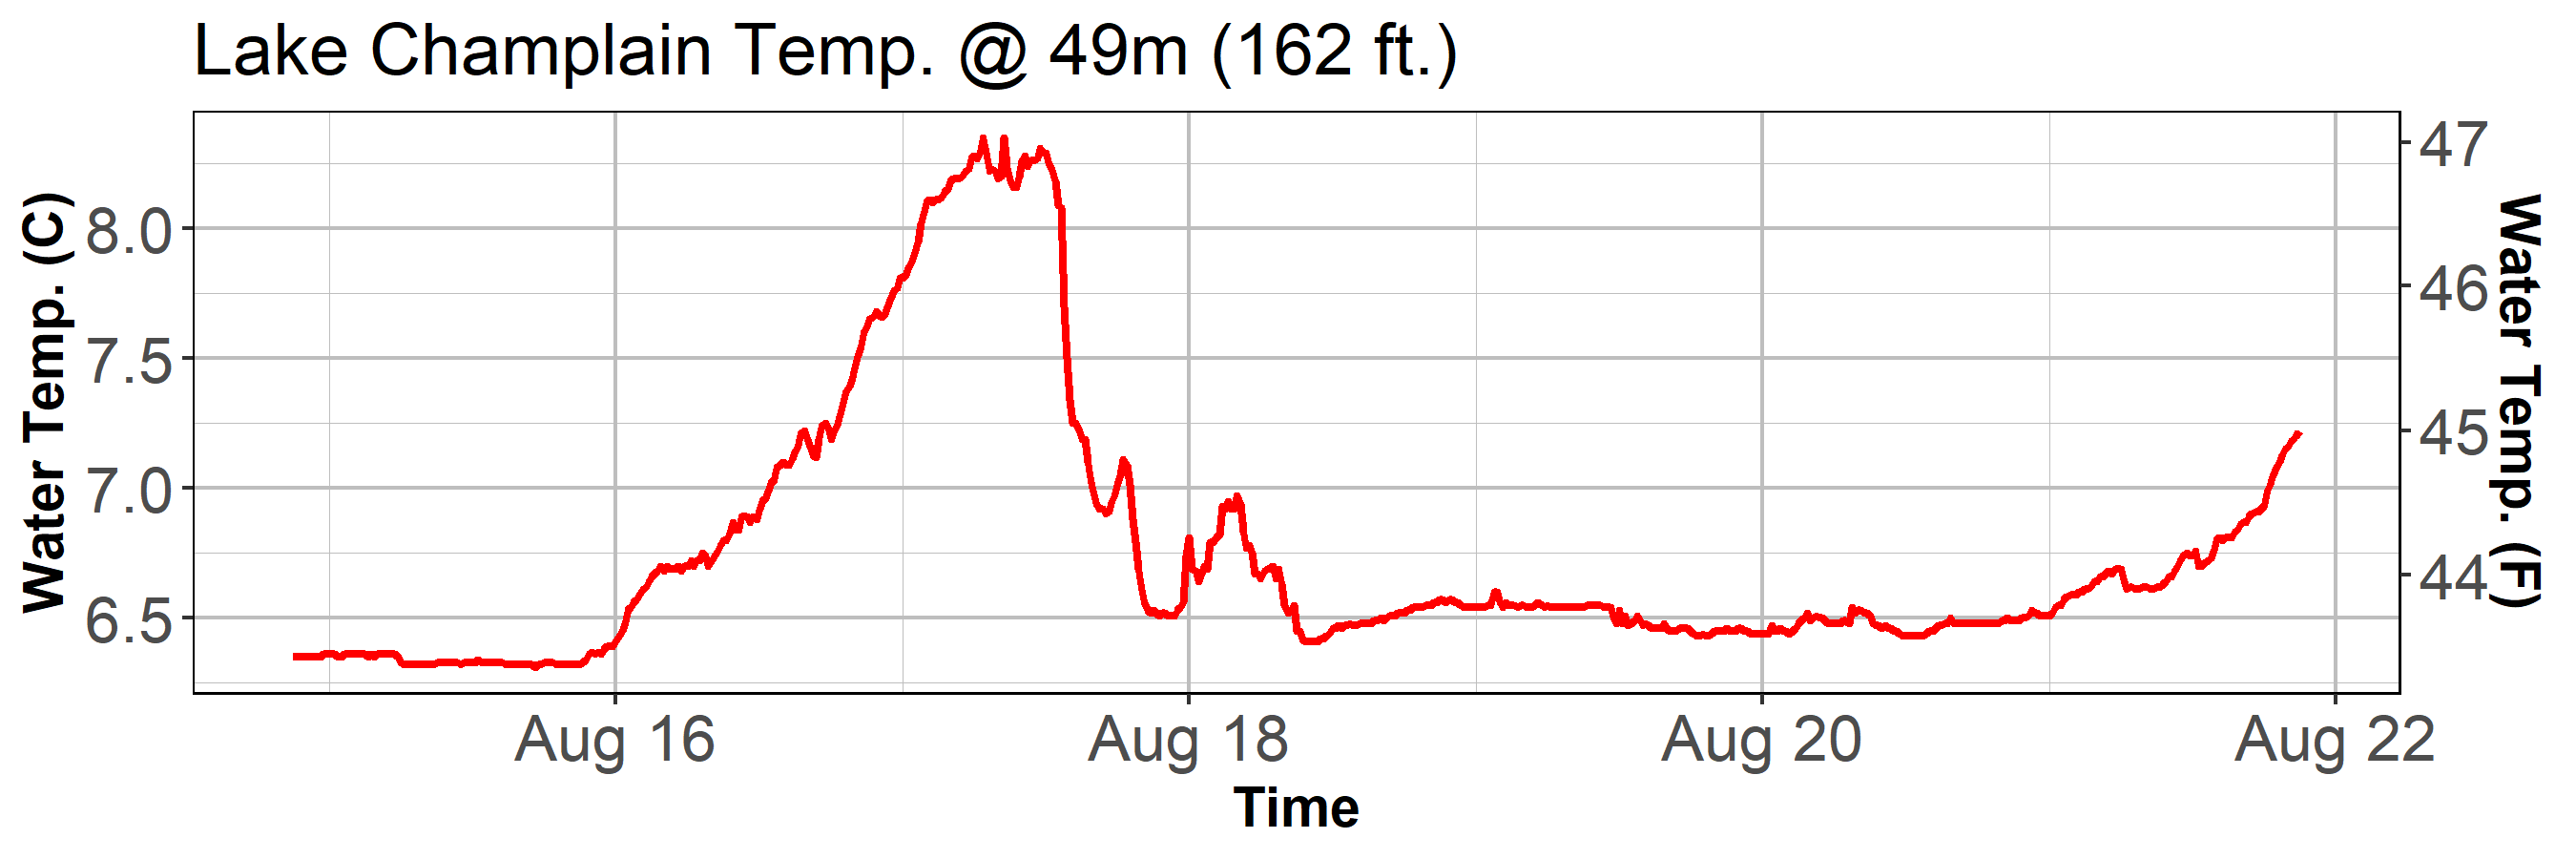 Lake Champlain Temp. @ 49m (162 ft.)
Water Temp. (C)
8.0
7.5
7.0
6.5
47
46
45
44
Water Temp. (F)
Aug 16
Aug 18
Aug 20
Aug 22
Time